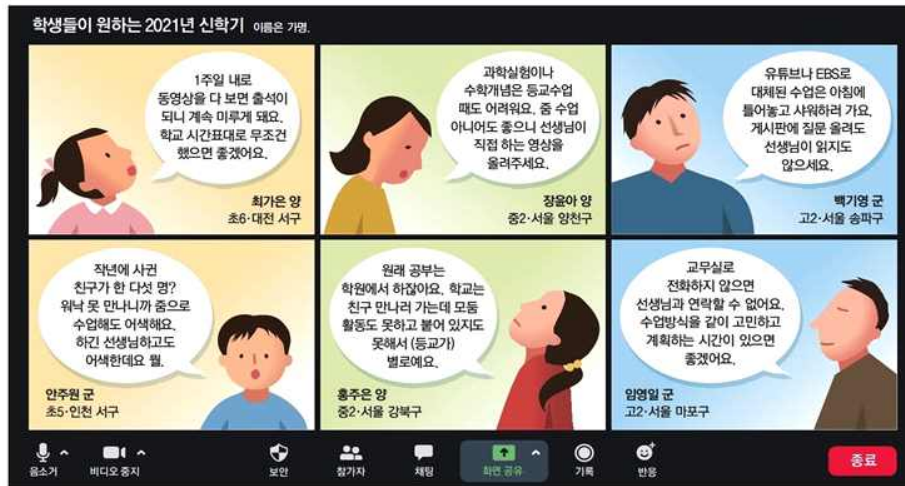 학생들이 원하는 2021년 신학기 이름은 가명.
1주일 내로
동영상을 다 보면 출석이
되니 계속 미루게 돼요.
학교 시간표대로 무조건
했으면 좋겠어요.
최가은 양
초6·대전 서구
과학실험이나
수학개념은 등교수업
때도 어려워요. 줌 수업
아니어도 좋으니 선생님이
직접 하는 영상을
올려주세요.
장윤아 양
중2·서울 양천구
유튜브나 EBS로
대체된 수업은 아침에
틀어놓고 샤워하러 가요.
게시판에 질문 올려도
선생님이 읽지도
않으세요.
백기영 군
고2·서울 송파구
작년에 사귄
친구가 한 다섯 명?
워낙 못 만나니까 줌으로
수업해도 어색해요.
하긴 선생님하고도
어색한데요 뭘.
안주원 군
초5·인천 서구
원래 공부는
학원에서 하잖아요. 학교는
친구 만나러 가는데 모둠
활동도 못하고 붙어 있지도
못해서 (등교가)
별로예요.
홍주은 양
중2·서울 강북구
교무실로
전화하지 않으면
선생님과 연락할 수 없어요.
수업방식을 같이 고민하고
계획하는 시간이 있으면
좋겠어요.
임영일 군
고2·서울 마포구
음소거 비디오 중지 보안 참가자 채팅 화면 공유 기록 반응 종료